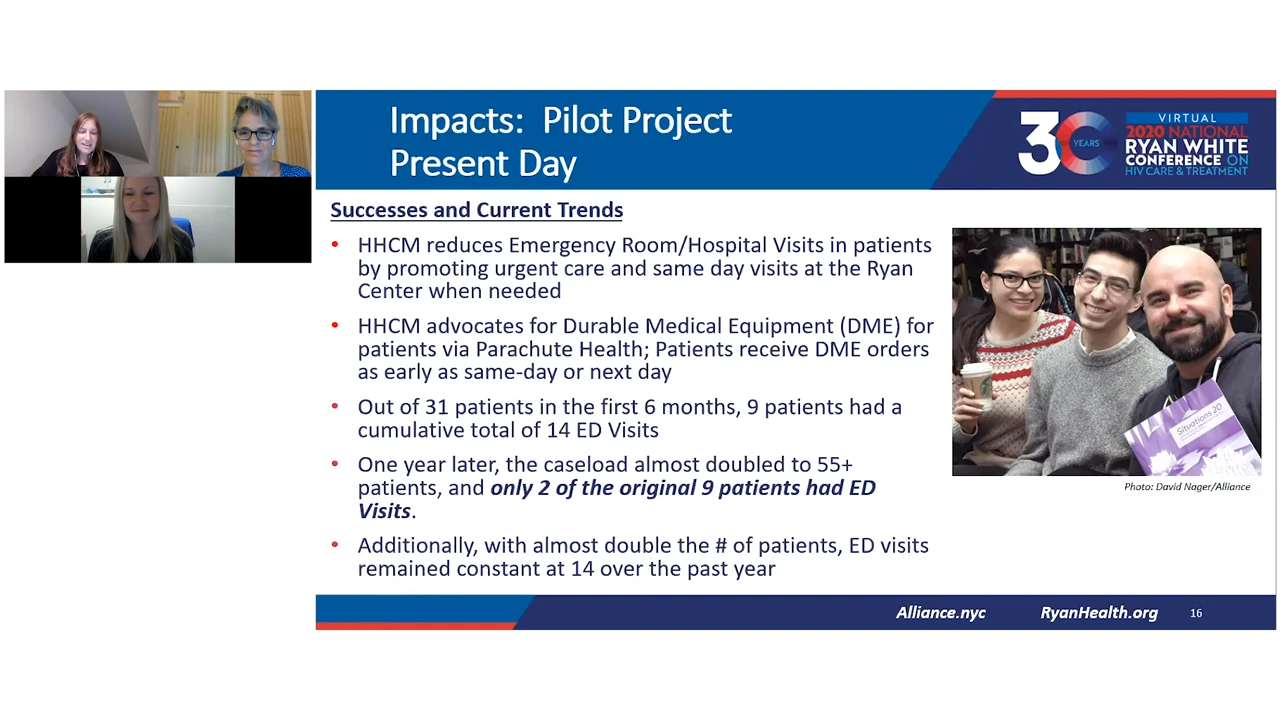 Impacts: Pilot Project
Present Day
30
YEARS
VIRTUAL
2020 NATIONAL
RYAN WHITE
CONFERENCE ON
HIV CARE & TREATMENT
Successes and Current Trends
• HHCM reduces Emergency Room/Hospital Visits in patients
by promoting urgent care and same day visits at the Ryan
Center when needed
• HHCM advocates for Durable Medical Equipment (DME) for
patients via Parachute Health; Patients receive DME orders
as early as same-day or next day
• Out of 31 patients in the first 6 months, 9 patients had a
cumulative total of 14 ED Visits
• One year later, the caseload almost doubled to 55+
patients, and only 2 of the original 9 patients had ED
Visits.
• Additionally, with almost double the # of patients, ED visits
remained constant at 14 over the past year
Situations 20
Photo: David Nager/Alliance
Alliance.nyc
RyanHealth.org
16